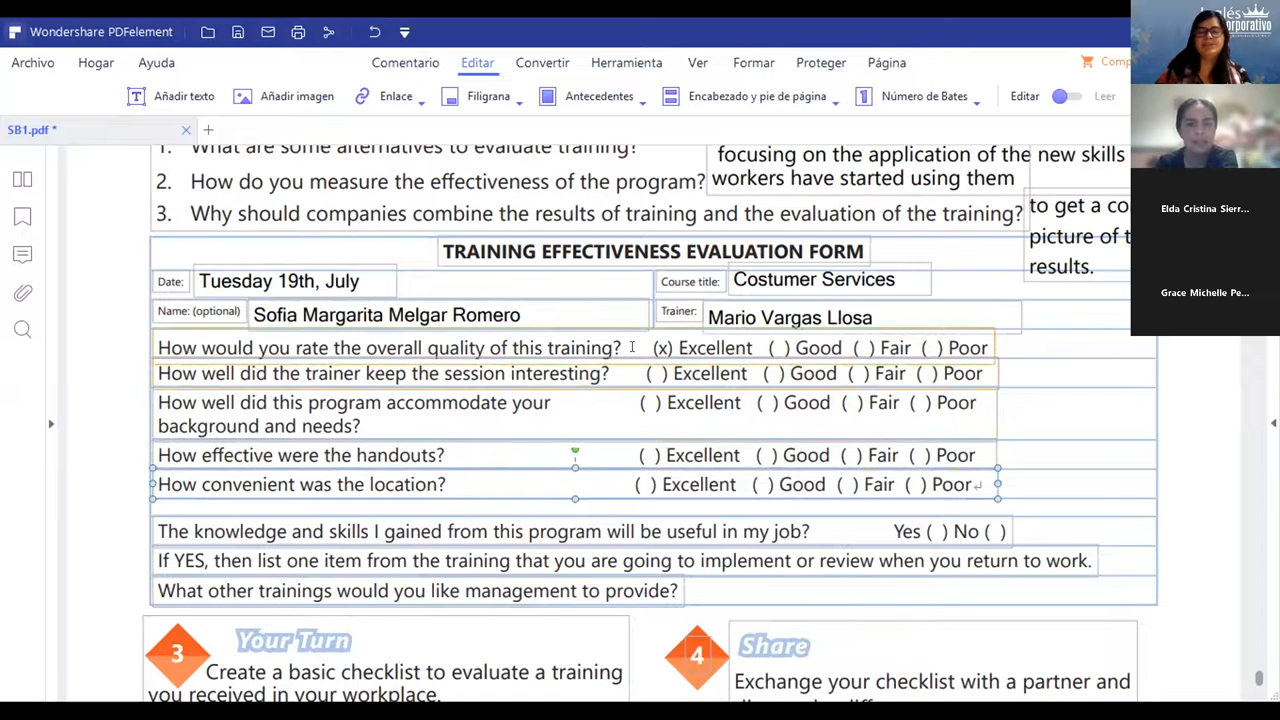 Wondershare PDFelement
Inglés
Corporativo
Archivo Hogar Ayuda Comentario Editar Convertir Herramienta Ver Formar Proteger Página
Añadir texto Añadir imagen Enlace Filigrana Antecedentes Encabezado y pie de página Número de Bates Editar Leer
SB1.pdf *
1. What are some alternatives to evaluate training?
focusing on the application of the new skills
2. How do you measure the effectiveness of the program?
workers have started using them
3. Why should companies combine the results of training and the evaluation of the training?
to get a co
picture of t
results.
TRAINING EFFECTIVENESS EVALUATION FORM
Date: Tuesday 19th, July Course title: Costumer Services
Name: (optional) Sofia Margarita Melgar Romero Trainer: Mario Vargas Llosa
How would you rate the overall quality of this training? (x) Excellent ( ) Good ( ) Fair ( ) Poor
How well did the trainer keep the session interesting? ( ) Excellent ( ) Good ( ) Fair ( ) Poor
How well did this program accommodate your ( ) Excellent ( ) Good ( ) Fair ( ) Poor
background and needs?
How effective were the handouts? ( ) Excellent ( ) Good ( ) Fair ( ) Poor
How convenient was the location? ( ) Excellent ( ) Good ( ) Fair ( ) Poor
The knowledge and skills I gained from this program will be useful in my job? Yes ( ) No ( )
If YES, then list one item from the training that you are going to implement or review when you return to work.
What other trainings would you like management to provide?
3 Your Turn
Create a basic checklist to evaluate a training
you received in your workplace.
4 Share
Exchange your checklist with a partner and
Elda Cristina Sierr...
Grace Michelle Pe...